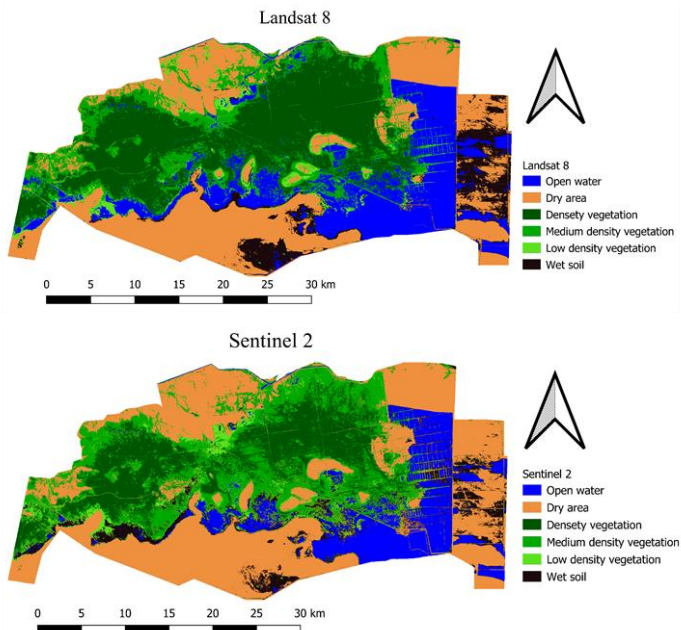 Landsat 8
Landsat 8
Open water
Dry area
Densety vegetation
Medium density vegetation
Low density vegetation
Wet soil
0 5 10 15 20 25 30 km
Sentinel 2
Sentinel 2
Open water
Dry area
Densety vegetation
Medium density vegetation
Low density vegetation
Wet soil
0 5 10 15 20 25 30 km